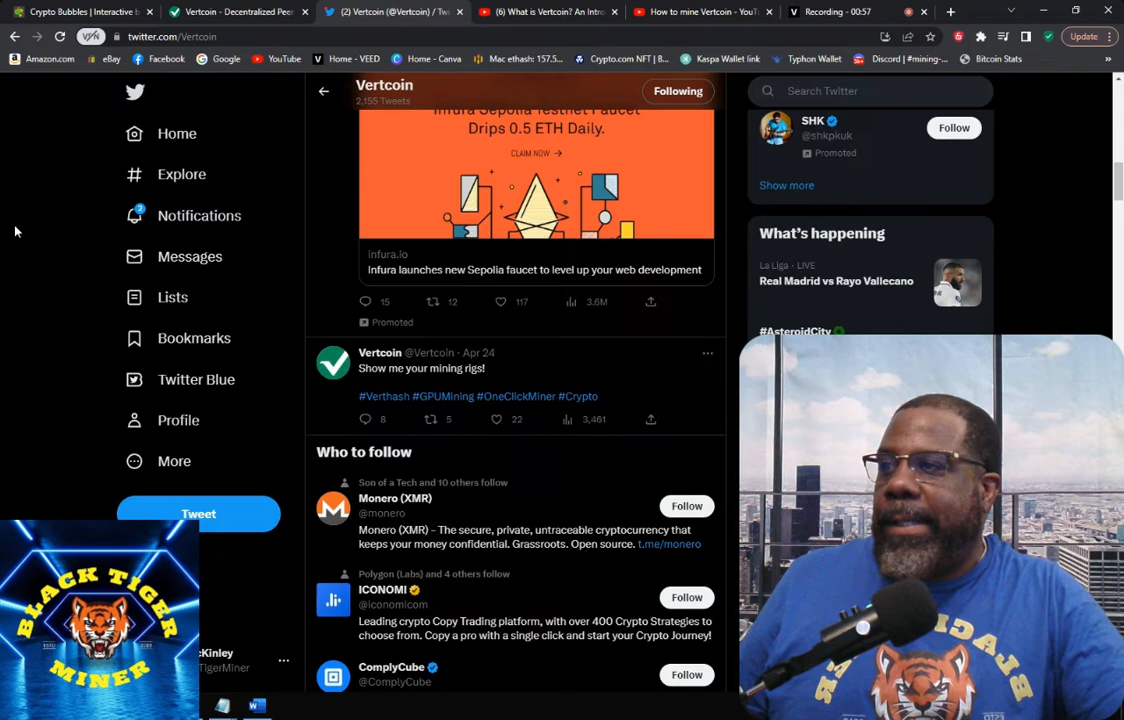 Crypto Bubbles | Interactive b
Vertcoin - Decentralized Peer
(2) Vertcoin (@Vertcoin) / Tw
(6) What is Vertcoin? An Intro
How to mine Vertcoin - YouTu
Recording - 00:57
VPN
twitter.com/Vertcoin
Update
Amazon.com
eBay
Facebook
Google
YouTube
Home - VEED
Home - Canva
Mac ethash: 157.5...
Crypto.com NFT | B...
Kaspa Wallet link
Typhon Wallet
Discord | #mining-...
Bitcoin Stats
Vertcoin
2,155 Tweets
Following
Search Twitter
Home
Explore
2
Notifications
Messages
Lists
Bookmarks
Twitter Blue
Profile
More
Tweet
Infura Sepolia Testnet Faucet
Drips 0.5 ETH Daily.
CLAIM NOW →
infura.io
Infura launches new Sepolia faucet to level up your web development
15
12
117
3.6M
Promoted
Vertcoin @Vertcoin · Apr 24
Show me your mining rigs!
#Verthash #GPUMining #OneClickMiner #Crypto
8
5
22
3,461
Who to follow
Son of a Tech and 10 others follow
Monero (XMR)
@monero
Follow
Monero (XMR) - The secure, private, untraceable cryptocurrency that
keeps your money confidential. Grassroots. Open source. t.me/monero
Polygon (Labs) and 4 others follow
ICONOMI
@iconomicom
Follow
Leading crypto Copy Trading platform, with over 400 Crypto Strategies to
choose from. Copy a pro with a single click and start your Crypto Journey!
ComplyCube
@ComplyCube
Follow
SHK
@shkpkuk
Follow
Promoted
Show more
What's happening
La Liga · LIVE
Real Madrid vs Rayo Vallecano
#AsteroidCity
BLACK TIGER
MINER
cKinley
TigerMiner